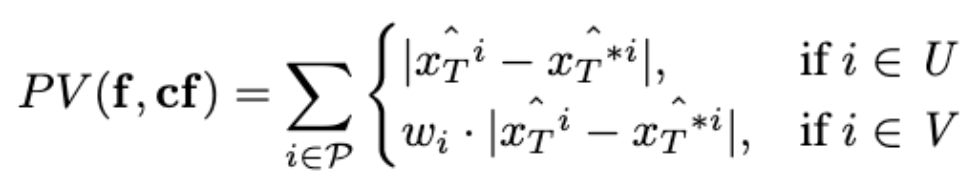 PV(f, cf) = ∑_{i∈𝒫} { |x̂_T^i − x̂_T^{*i}|, if i ∈ U
w_i · |x̂_T^i − x̂_T^{*i}|, if i ∈ V